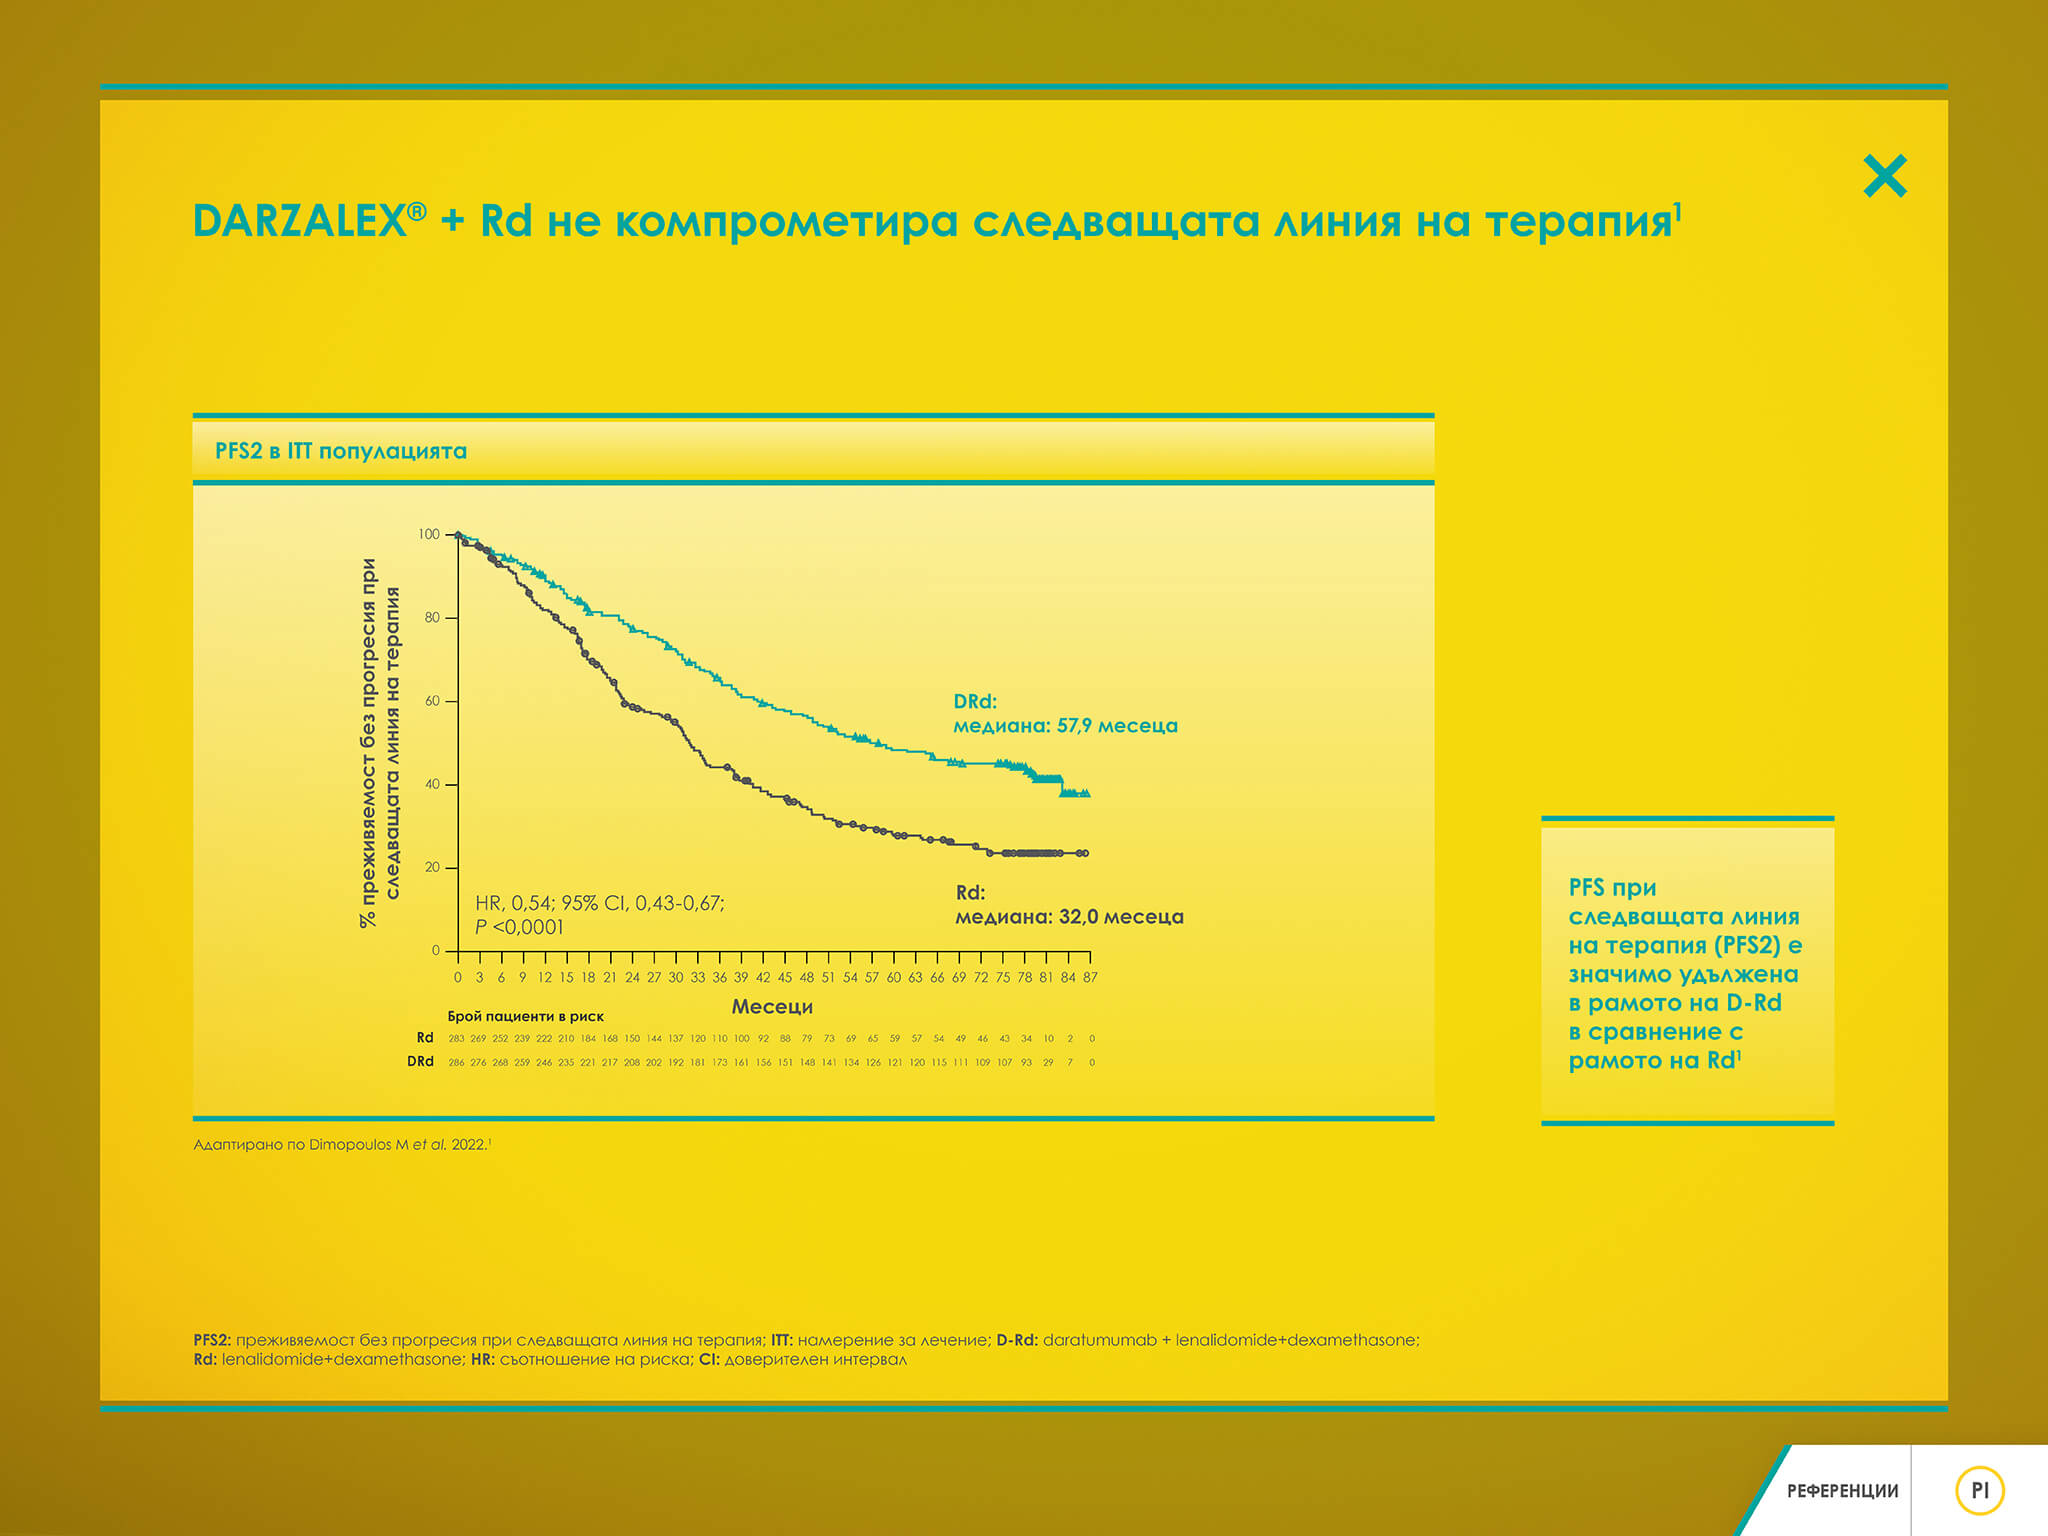 DARZALEX® + Rd не компрометира следващата линия на терапия¹
PFS2 в ITT популацията
% преживяемост без прогресия при
следващата линия на терапия
100
80
60
40
20
0
DRd:
медиана: 57,9 месеца
Rd:
медиана: 32,0 месеца
HR, 0,54; 95% CI, 0,43-0,67;
P <0,0001
0 3 6 9 12 15 18 21 24 27 30 33 36 39 42 45 48 51 54 57 60 63 66 69 72 75 78 81 84 87
Месеци
Брой пациенти в риск
Rd 283 269 252 239 222 210 184 168 150 144 137 120 110 100 92 88 79 73 69 65 59 57 54 49 46 43 34 10 2 0
DRd 286 276 268 259 246 235 221 217 208 202 192 181 173 161 156 151 148 141 134 126 121 120 115 111 109 107 93 29 7 0
Адаптирано по Dimopoulos M et al. 2022.¹
PFS при
следващата линия
на терапия (PFS2) е
значимо удължена
в рамото на D-Rd
в сравнение с
рамото на Rd¹
PFS2: преживяемост без прогресия при следващата линия на терапия; ITT: намерение за лечение; D-Rd: daratumumab + lenalidomide+dexamethasone;
Rd: lenalidomide+dexamethasone; HR: съотношение на риска; CI: доверителен интервал
РЕФЕРЕНЦИИ
PI